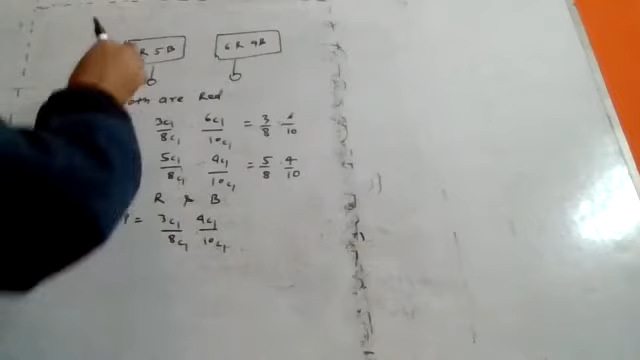 R 5B 6R 4B
are Red
3C1/8C1 6C1/10C1 = 3/8 6/10
5C1/8C1 4C1/10C1 = 5/8 4/10
R & B
= 3C1/8C1 4C1/10C1